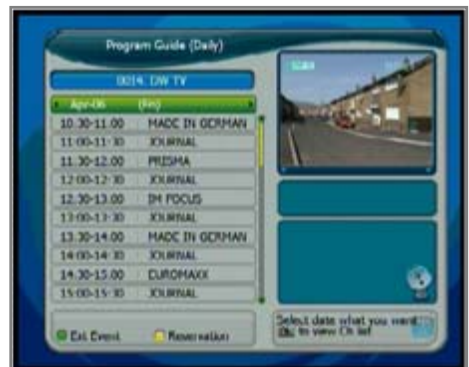 Program Guide (Daily)
0014. DW TV
Apr-06 (Fri)
10.30-11.00 MADE IN GERMAN
11:00-11:30 JOURNAL
11.30-12.00 PRISMA
12:00-12:30 JOURNAL
12.30-13.00 IM FOCUS
13:00-13:30 JOURNAL
13.30-14.00 MADE IN GERMAN
14:00-14:30 JOURNAL
14.30-15.00 EUROMAXX
15:00-15:30 JOURNAL
Ext Event Reservation
Select date what you want
to view Ch list